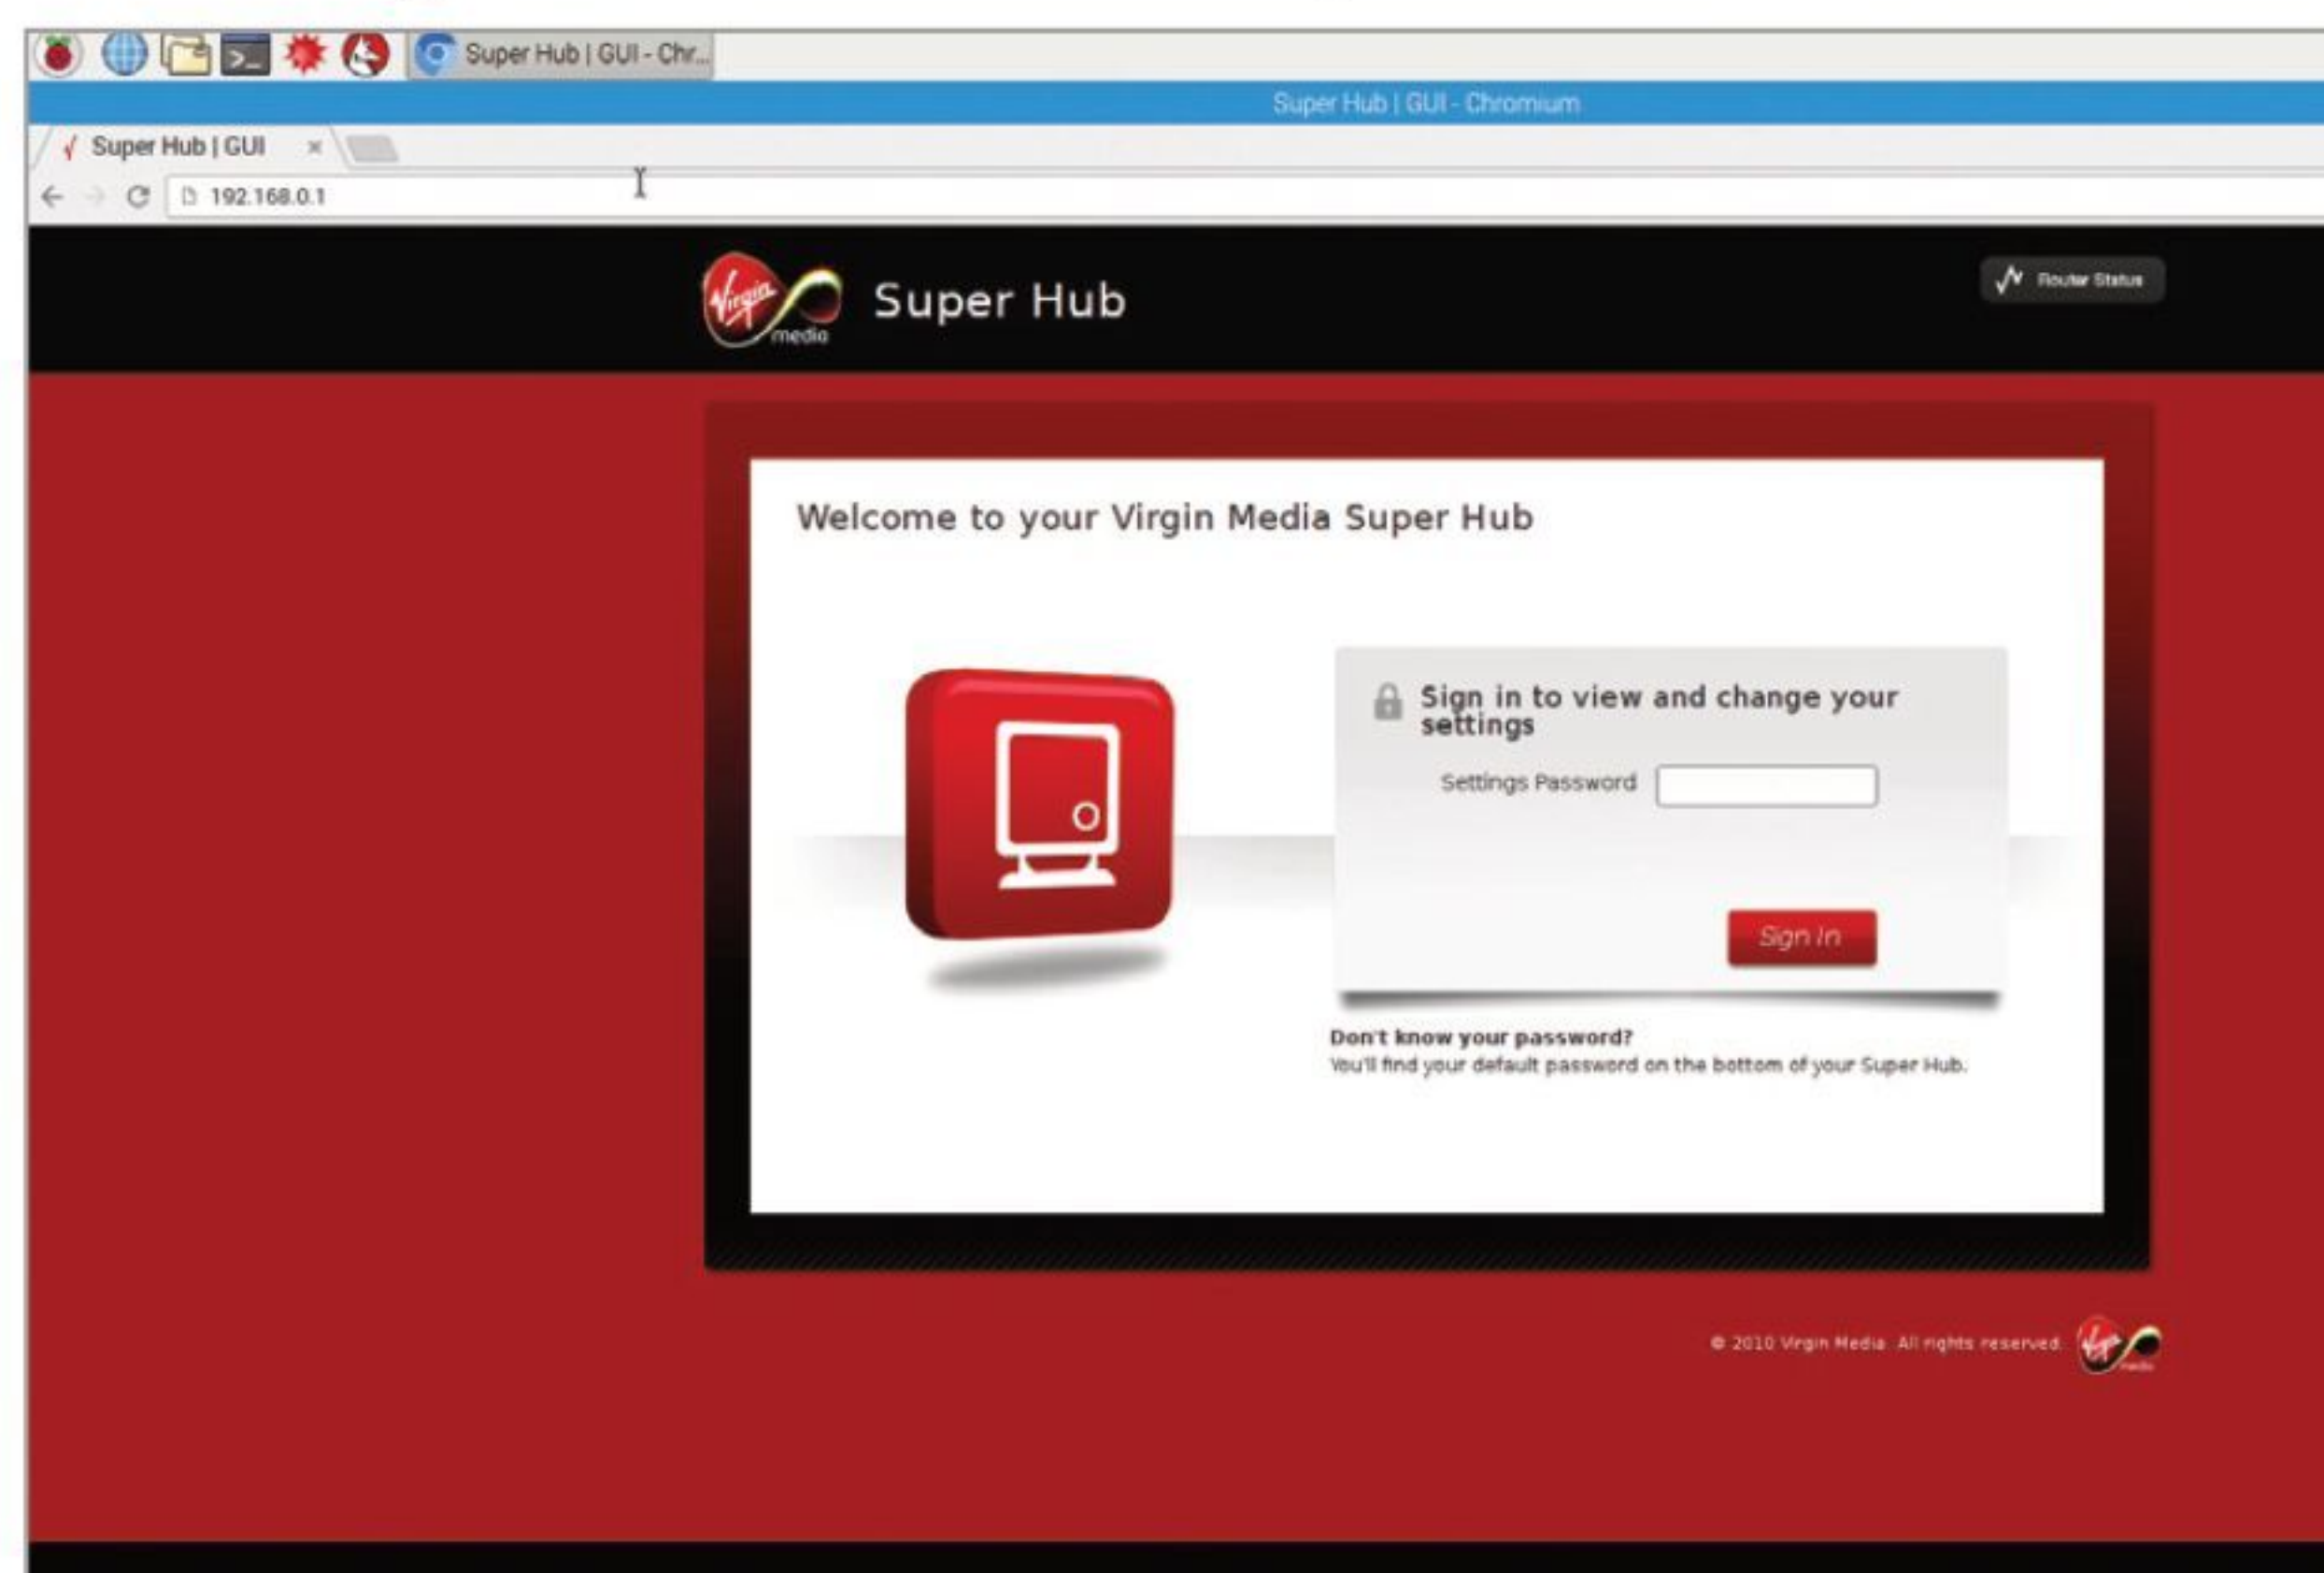 Super Hub | GUI - Chr...
Super Hub | GUI - Chromium
Super Hub | GUI
192.168.0.1
Virgin media
Super Hub
Router Status
Welcome to your Virgin Media Super Hub
Sign in to view and change your
settings
Settings Password
Sign In
Don't know your password?
You'll find your default password on the bottom of your Super Hub.
© 2010 Virgin Media. All rights reserved.
Virgin media